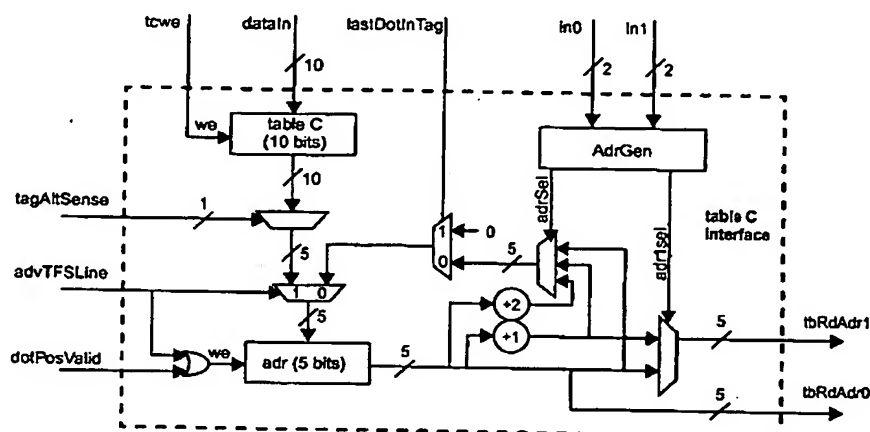 tcwe dataIn lastDotInTag In0 In1
10 2 2
we table C
(10 bits)
AdrGen
10
tagAltSense 1
adrSel
adr1sel
table C
Interface
1 0
5 0 5
advTFSLine
1 0
5
+2
+1
5 tbRdAdr1
dotPosValid we adr (5 bits) 5
5 tbRdAdr0